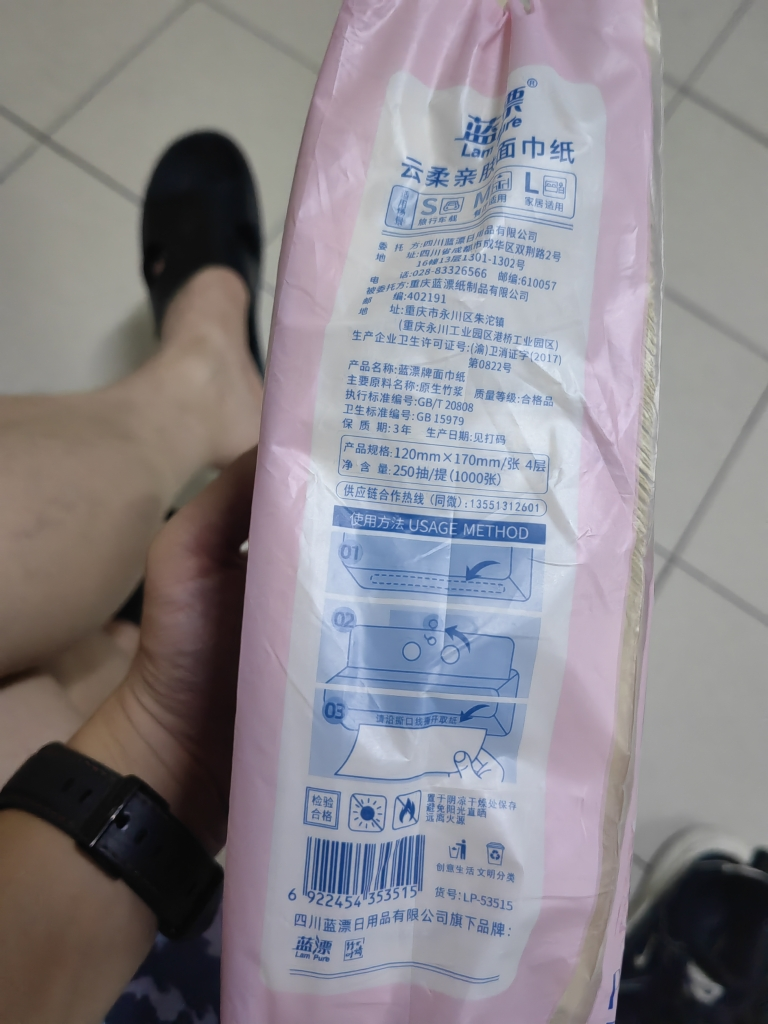 蓝漂®
Lan Pure
云柔亲肤面巾纸
S
旅行车载
M
L
家居适用
委托方:四川蓝漂日用品有限公司
地址:四川省成都市成华区双荆路2号
16幢13层1301-1302号
电话:028-83326566 邮编:610057
被委托方:重庆蓝漂纸制品有限公司
邮编:402191
地址:重庆市永川区朱沱镇
(重庆永川工业园区港桥工业园区)
生产企业卫生许可证号:(渝)卫消证字(2017)
第0822号
产品名称:蓝漂牌面巾纸
主要原料名称:原生竹浆 质量等级:合格品
执行标准编号:GB/T 20808
卫生标准编号:GB 15979
保质期:3年 生产日期:见打码
产品规格:120mm×170mm/张 4层
净含量:250抽/提(1000张)
供应链合作热线(同微):13551312601
使用方法 USAGE METHOD
01
02
03
请沿撕口线撕开取纸
检验
合格
置于阴凉干燥处保存
避免阳光直晒
远离火源
创意生活 文明分类
6 922454 353515
货号:LP-53515
四川蓝漂日用品有限公司旗下品牌:
蓝漂
Lan Pure